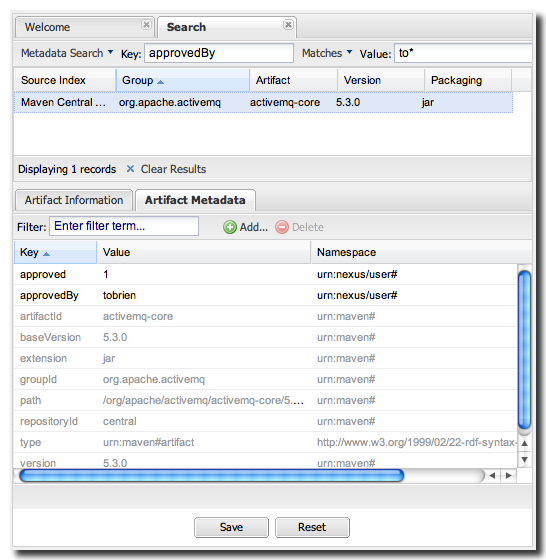 Welcome Search
Metadata Search Key: approvedBy Matches Value: to*
Source Index Group Artifact Version Packaging
Maven Central ... org.apache.activemq activemq-core 5.3.0 jar
Displaying 1 records Clear Results
Artifact Information Artifact Metadata
Filter: Enter filter term... Add... Delete
Key Value Namespace
approved 1 urn:nexus/user#
approvedBy tobrien urn:nexus/user#
artifactId activemq-core urn:maven#
baseVersion 5.3.0 urn:maven#
extension jar urn:maven#
groupId org.apache.activemq urn:maven#
path /org/apache/activemq/activemq-core/5.... urn:maven#
repositoryId central urn:maven#
type urn:maven#artifact http://www.w3.org/1999/02/22-rdf-syntax-
version 5.3.0 urn:maven#
Save Reset